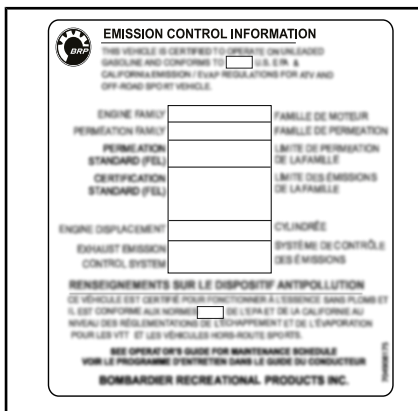 BRP
EMISSION CONTROL INFORMATION
THIS VEHICLE IS CERTIFIED TO OPERATE ON UNLEADED
GASOLINE AND CONFORMS TO U.S. EPA &
CALIFORNIA EMISSION / EVAP REGULATIONS FOR ATV AND
OFF-ROAD SPORT VEHICLE.
ENGINE FAMILY FAMILLE DE MOTEUR
PERMEATION FAMILY FAMILLE DE PERMEATION
PERMEATION LIMITE DE PERMEATION
STANDARD (FEL) DE LA FAMILLE
CERTIFICATION LIMITE DES ÉMISSIONS
STANDARD (FEL) DE LA FAMILLE
ENGINE DISPLACEMENT CYLINDRÉE
EXHAUST EMISSION SYSTÈME DE CONTRÔLE
CONTROL SYSTEM DES ÉMISSIONS
RENSEIGNEMENTS SUR LE DISPOSITIF ANTIPOLLUTION
CE VÉHICULE EST CERTIFIÉ POUR FONCTIONNER À L'ESSENCE SANS PLOMB ET
IL EST CONFORME AUX NORMES DE L'EPA ET DE LA CALIFORNIE AU
NIVEAU DES RÉGLEMENTATIONS DE L'ÉCHAPPEMENT ET DE L'ÉVAPORATION
POUR LES VTT ET LES VÉHICULES HORS-ROUTE SPORTS.
SEE OPERATOR'S GUIDE FOR MAINTENANCE SCHEDULE
VOIR LE PROGRAMME D'ENTRETIEN DANS LE GUIDE DU CONDUCTEUR
BOMBARDIER RECREATIONAL PRODUCTS INC.